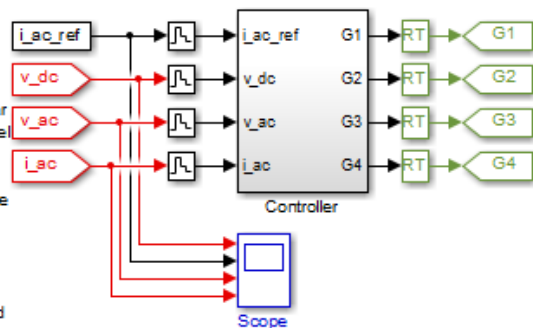 i_ac_ref
i_ac_ref G1
RT
G1
v_dc
v_dc G2
RT
G2
v_ac
v_ac G3
RT
G3
i_ac
i_ac G4
RT
G4
Controller
Scope